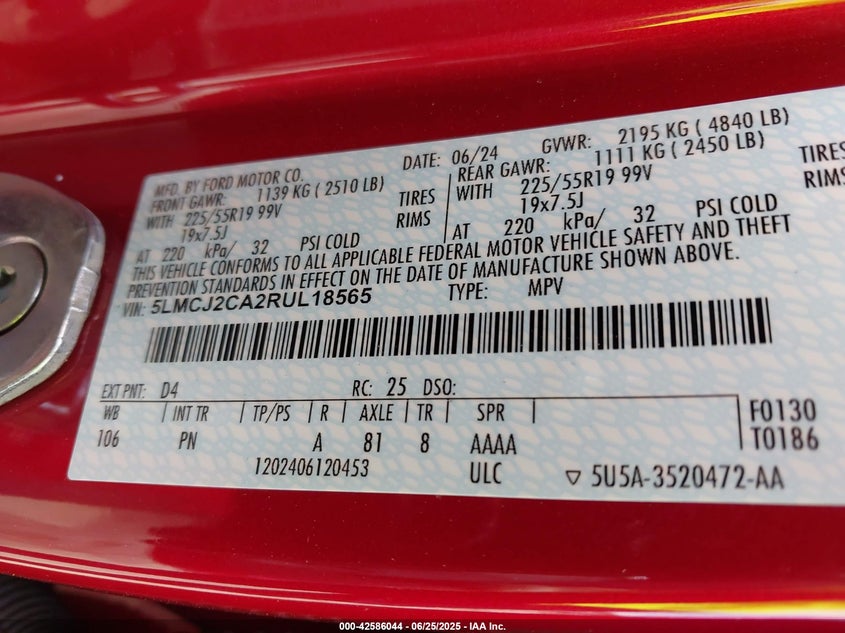 MFD. BY FORD MOTOR CO. DATE: 06/24 GVWR: 2195 KG ( 4840 LB)
FRONT GAWR: 1139 KG ( 2510 LB) REAR GAWR: 1111 KG ( 2450 LB)
WITH 225/55R19 99V TIRES WITH 225/55R19 99V TIRES
19x7.5J RIMS 19x7.5J RIMS
AT 220 kPa/ 32 PSI COLD AT 220 kPa/ 32 PSI COLD
THIS VEHICLE CONFORMS TO ALL APPLICABLE FEDERAL MOTOR VEHICLE SAFETY AND THEFT
PREVENTION STANDARDS IN EFFECT ON THE DATE OF MANUFACTURE SHOWN ABOVE.
VIN: 5LMCJ2CA2RUL18565 TYPE: MPV
EXT PNT: D4 RC: 25 DSO:
WB | INT TR | TP/PS | R | AXLE | TR | SPR | F0130
106 PN A 81 8 AAAA T0186
1202406120453 ULC ▽ 5U5A-3520472-AA
000-42586044 / 06/25/2025 - IAA Inc.